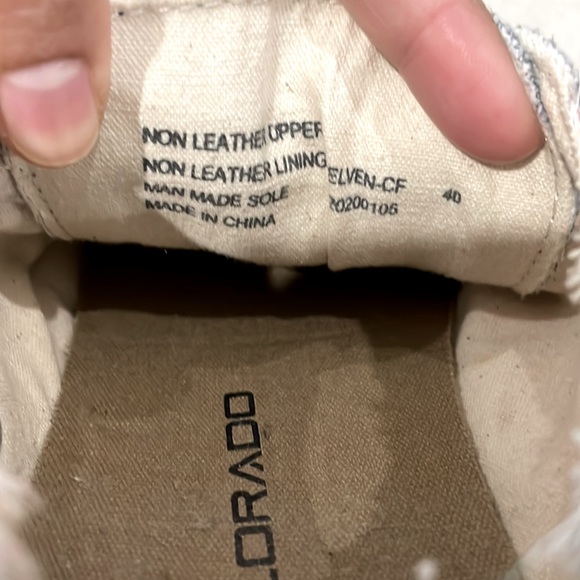 NON LEATHER UPPER
NON LEATHER LINING
MAN MADE SOLE
MADE IN CHINA
ELVEN-CF 40
20200105
LORADO